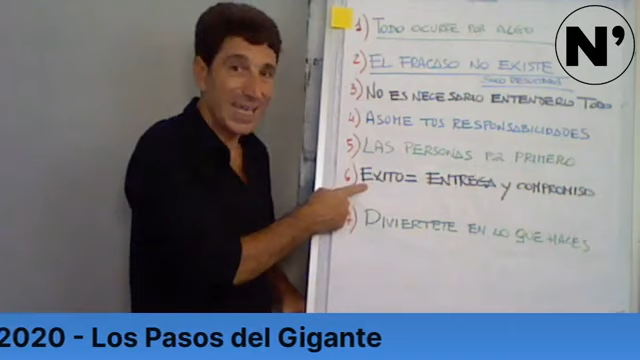 N'
1) TODO OCURRE POR ALGO
2) EL FRACASO NO EXISTE
SOLO RESULTADOS
3) NO ES NECESARIO ENTENDERLO TODO
4) ASUME TUS RESPONSABILIDADES
5) LAS PERSONAS LO PRIMERO
6) EXITO = ENTREGA y COMPROMISO
7) DIVIERTETE EN LO QUE HACES
2020 - Los Pasos del Gigante